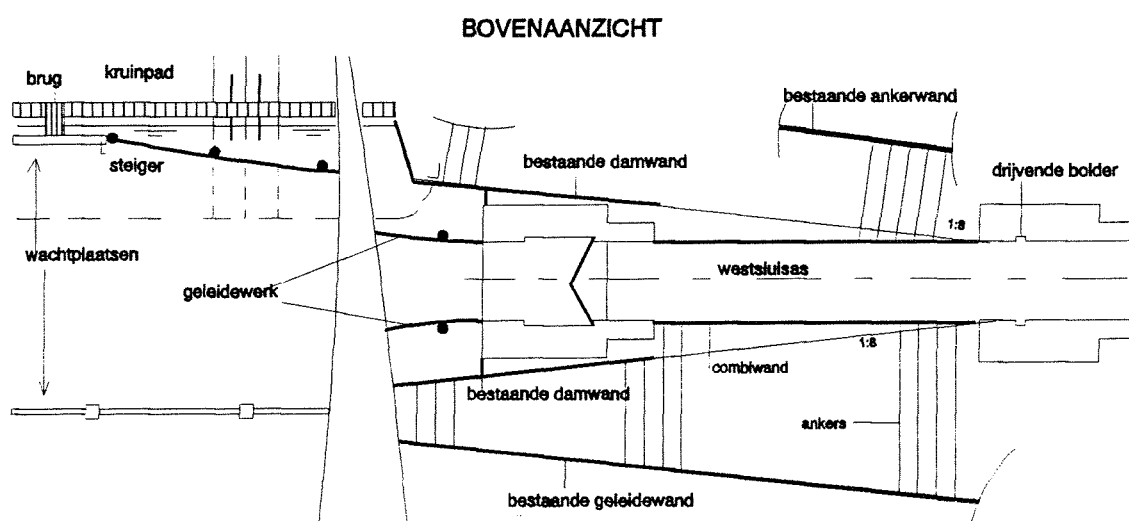 BOVENAANZICHT
brug
kruinpad
bestaande ankerwand
steiger
bestaande damwand
drijvende bolder
1:8
wachtplaatsen
westsluisas
geleidewerk
1:8
combiwand
bestaande damwand
ankers
bestaande geleidewand